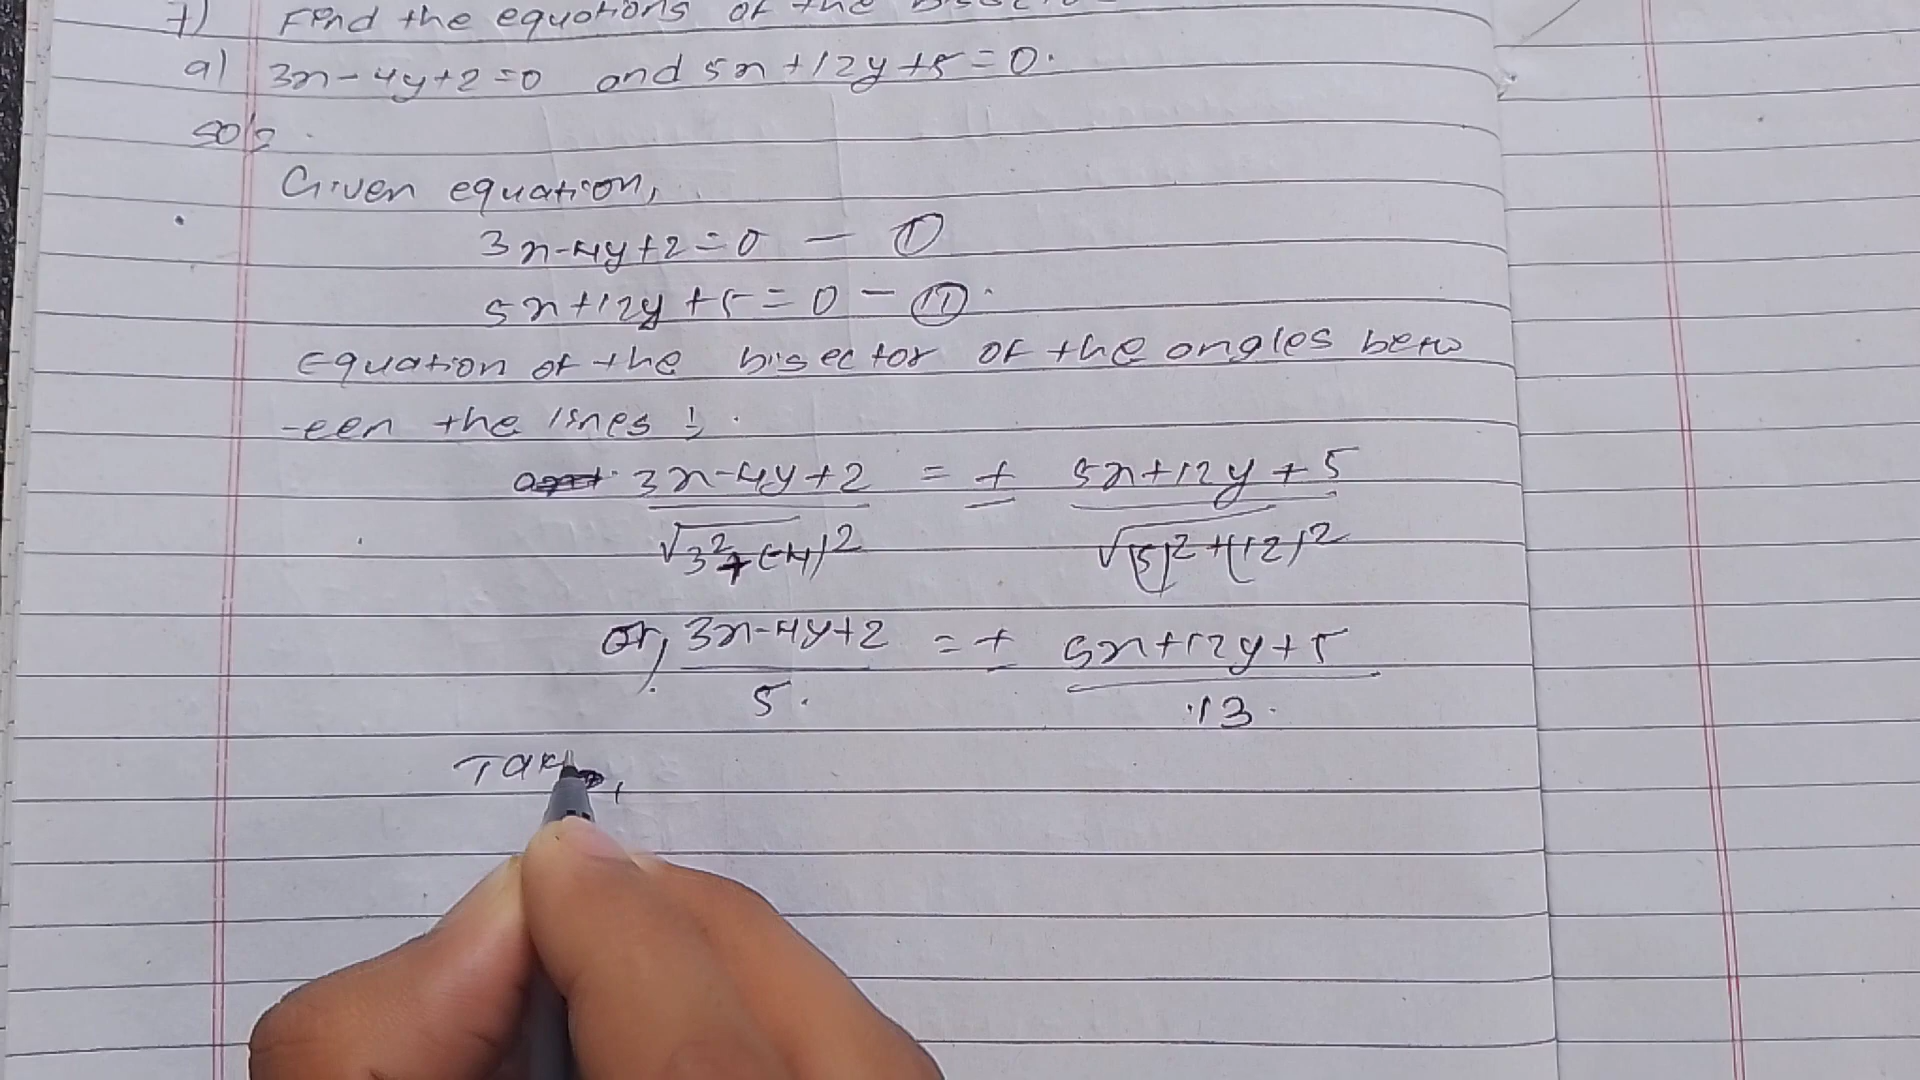 7) Find the equations of the
a) 3x-4y+2=0 and 5x+12y+5=0.
Sol:
Given equation,
3x-4y+2=0 - (I)
5x+12y+5=0 - (II).
Equation of the bisector of the angles betw
-een the lines is.
3x-4y+2 = ± 5x+12y+5
√3²+(-4)² √(5)²+(12)²
or, 3x-4y+2 = ± 5x+12y+5
5. 13.